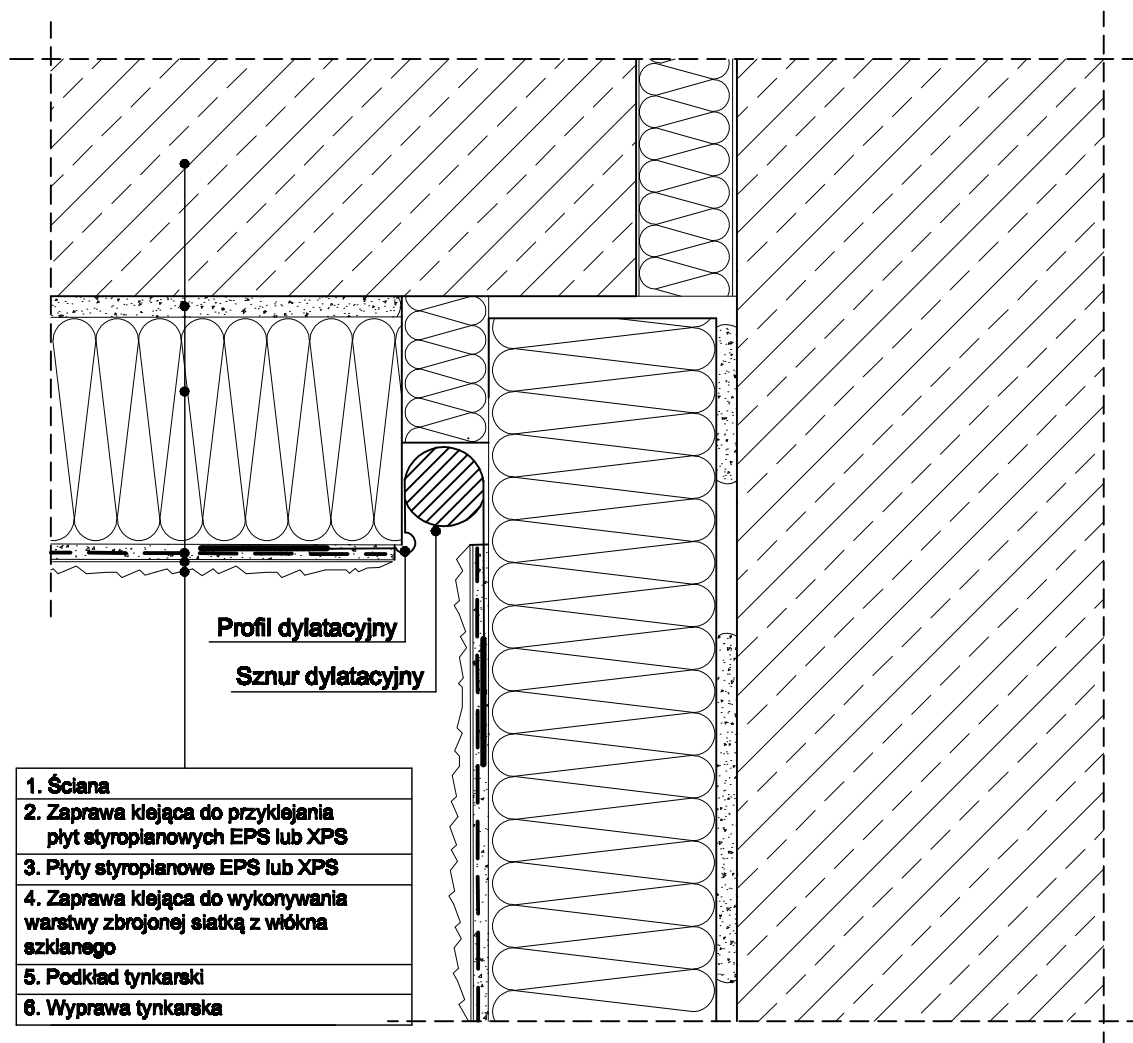 Profil dylatacyjny
Sznur dylatacyjny
1. Ściana
2. Zaprawa klejąca do przyklejania
płyt styropianowych EPS lub XPS
3. Płyty styropianowe EPS lub XPS
4. Zaprawa klejąca do wykonywania
warstwy zbrojonej siatką z włókna
szklanego
5. Podkład tynkarski
6. Wyprawa tynkarska